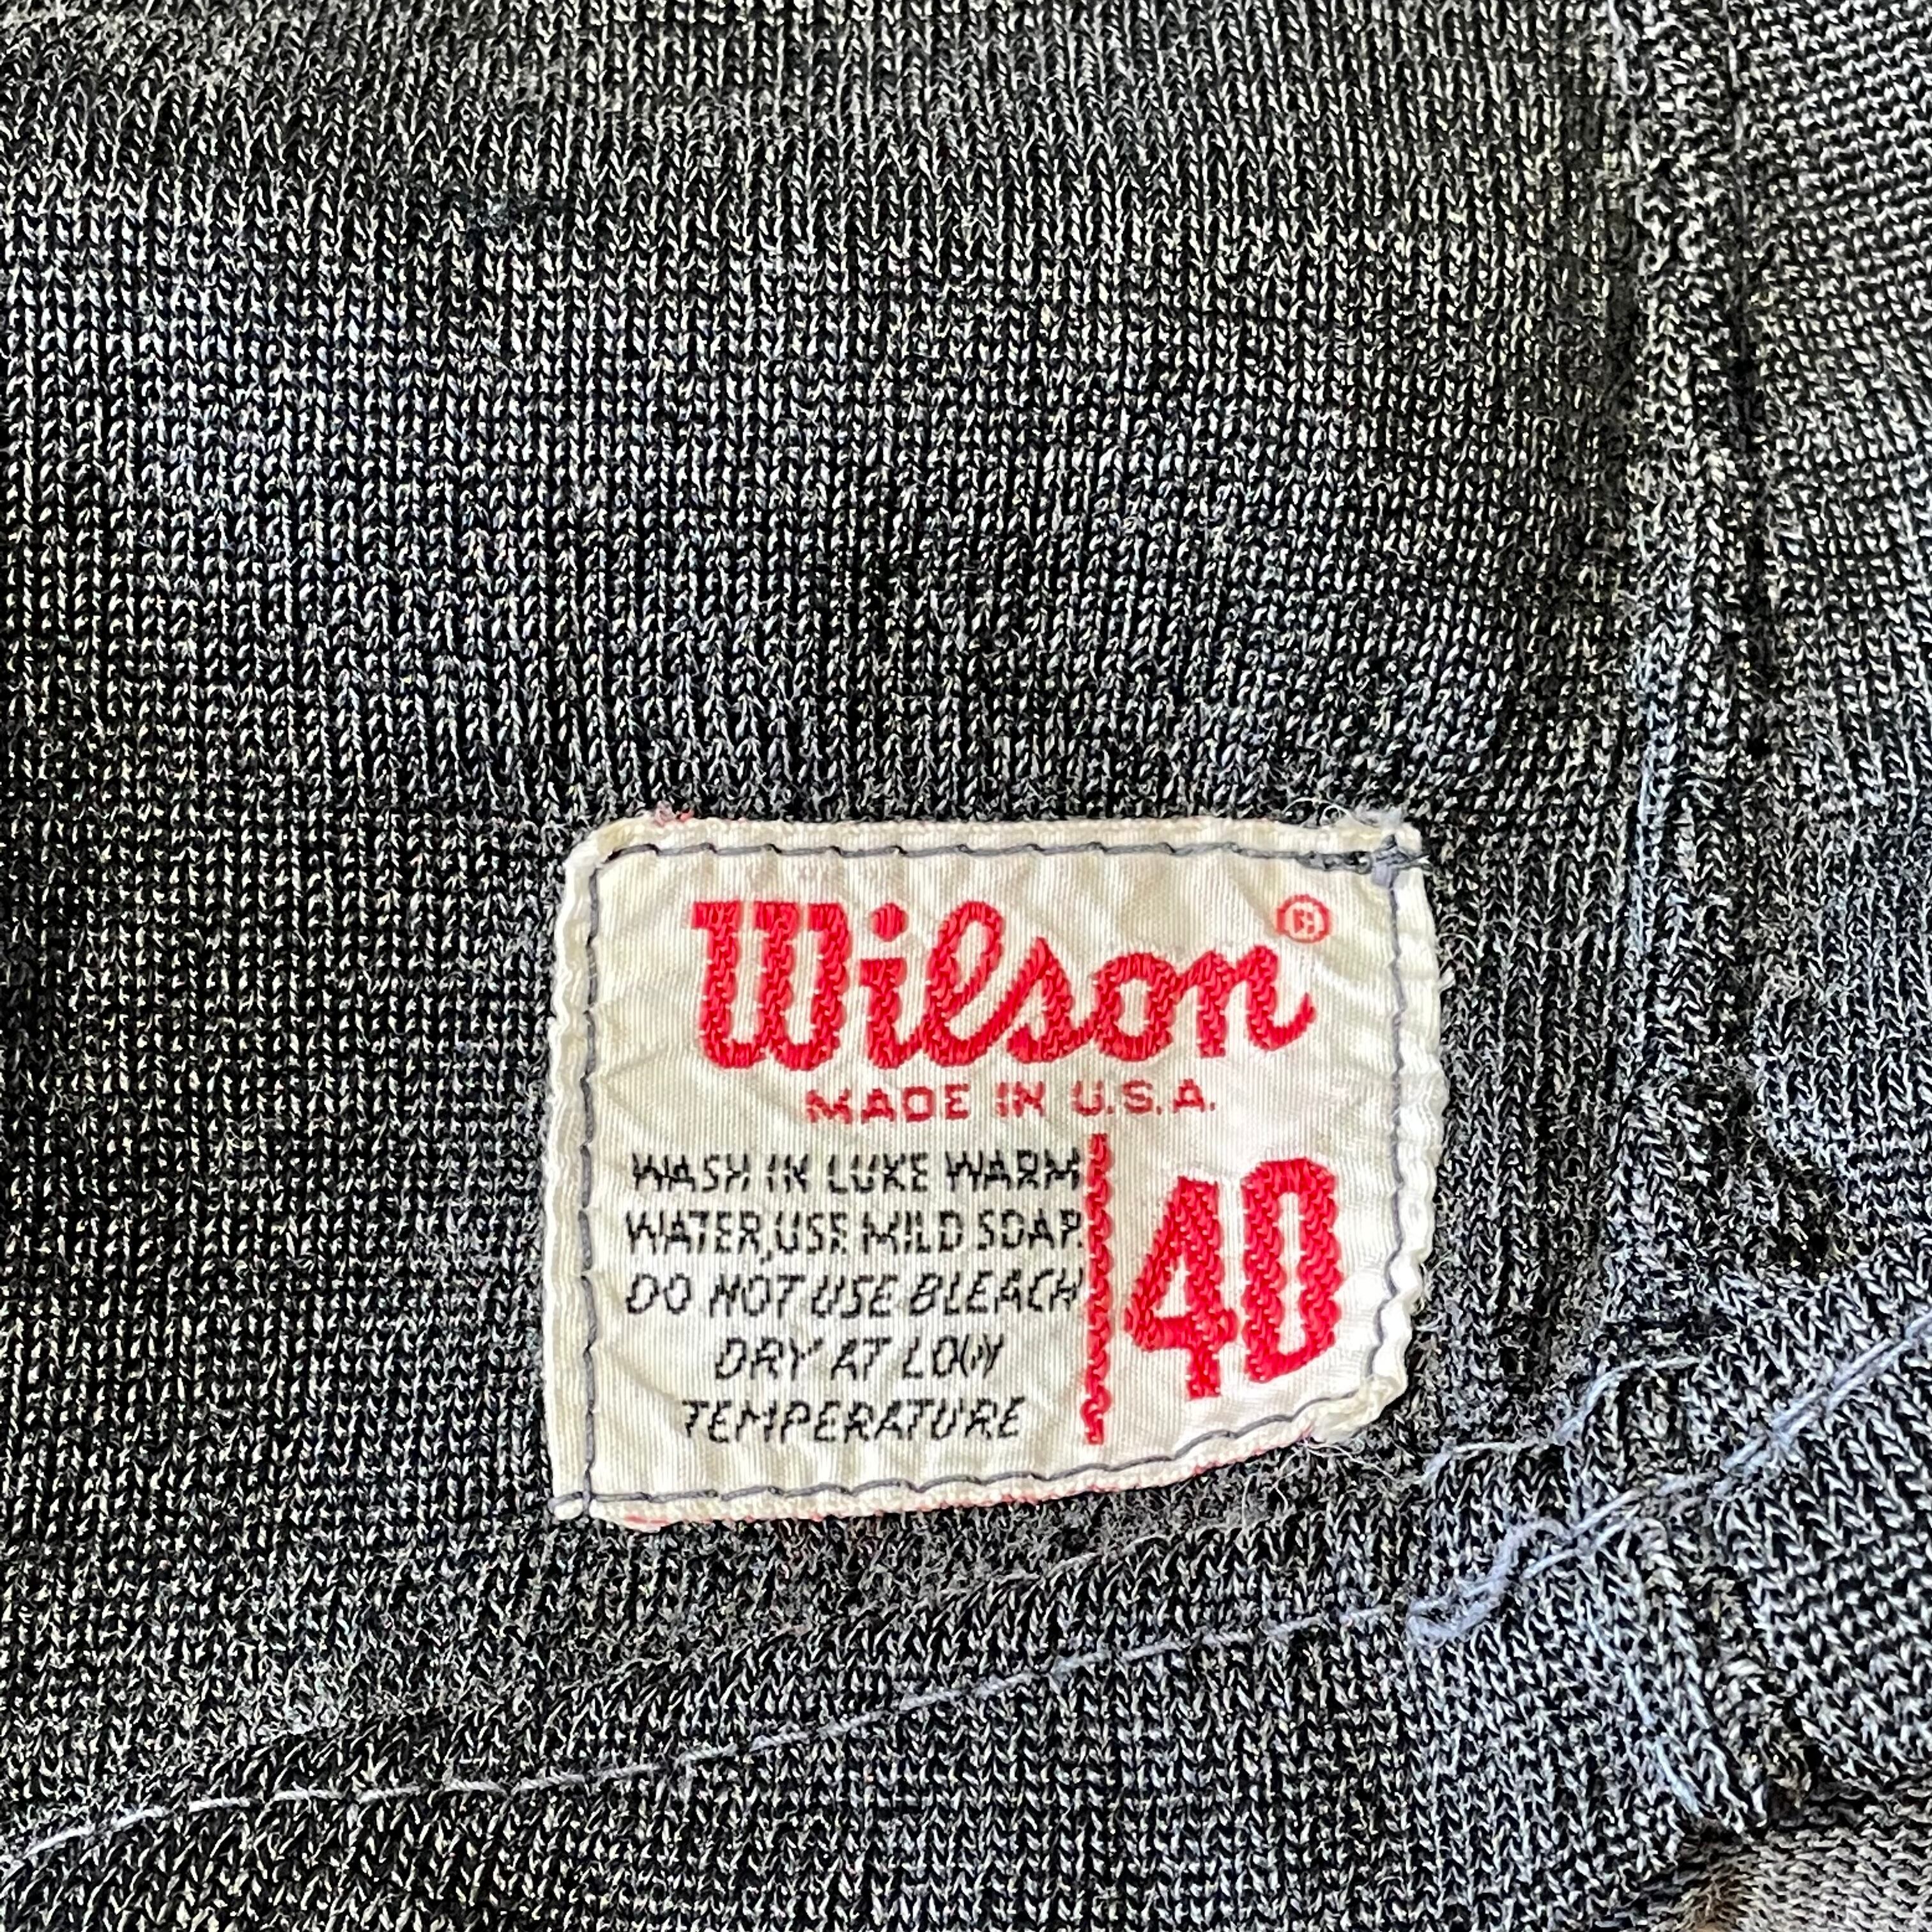 Wilson®
MADE IN U.S.A.
WASH IN LUKE WARM
WATER, USE MILD SOAP.
DO NOT USE BLEACH
DRY AT LOW
TEMPERATURE
40